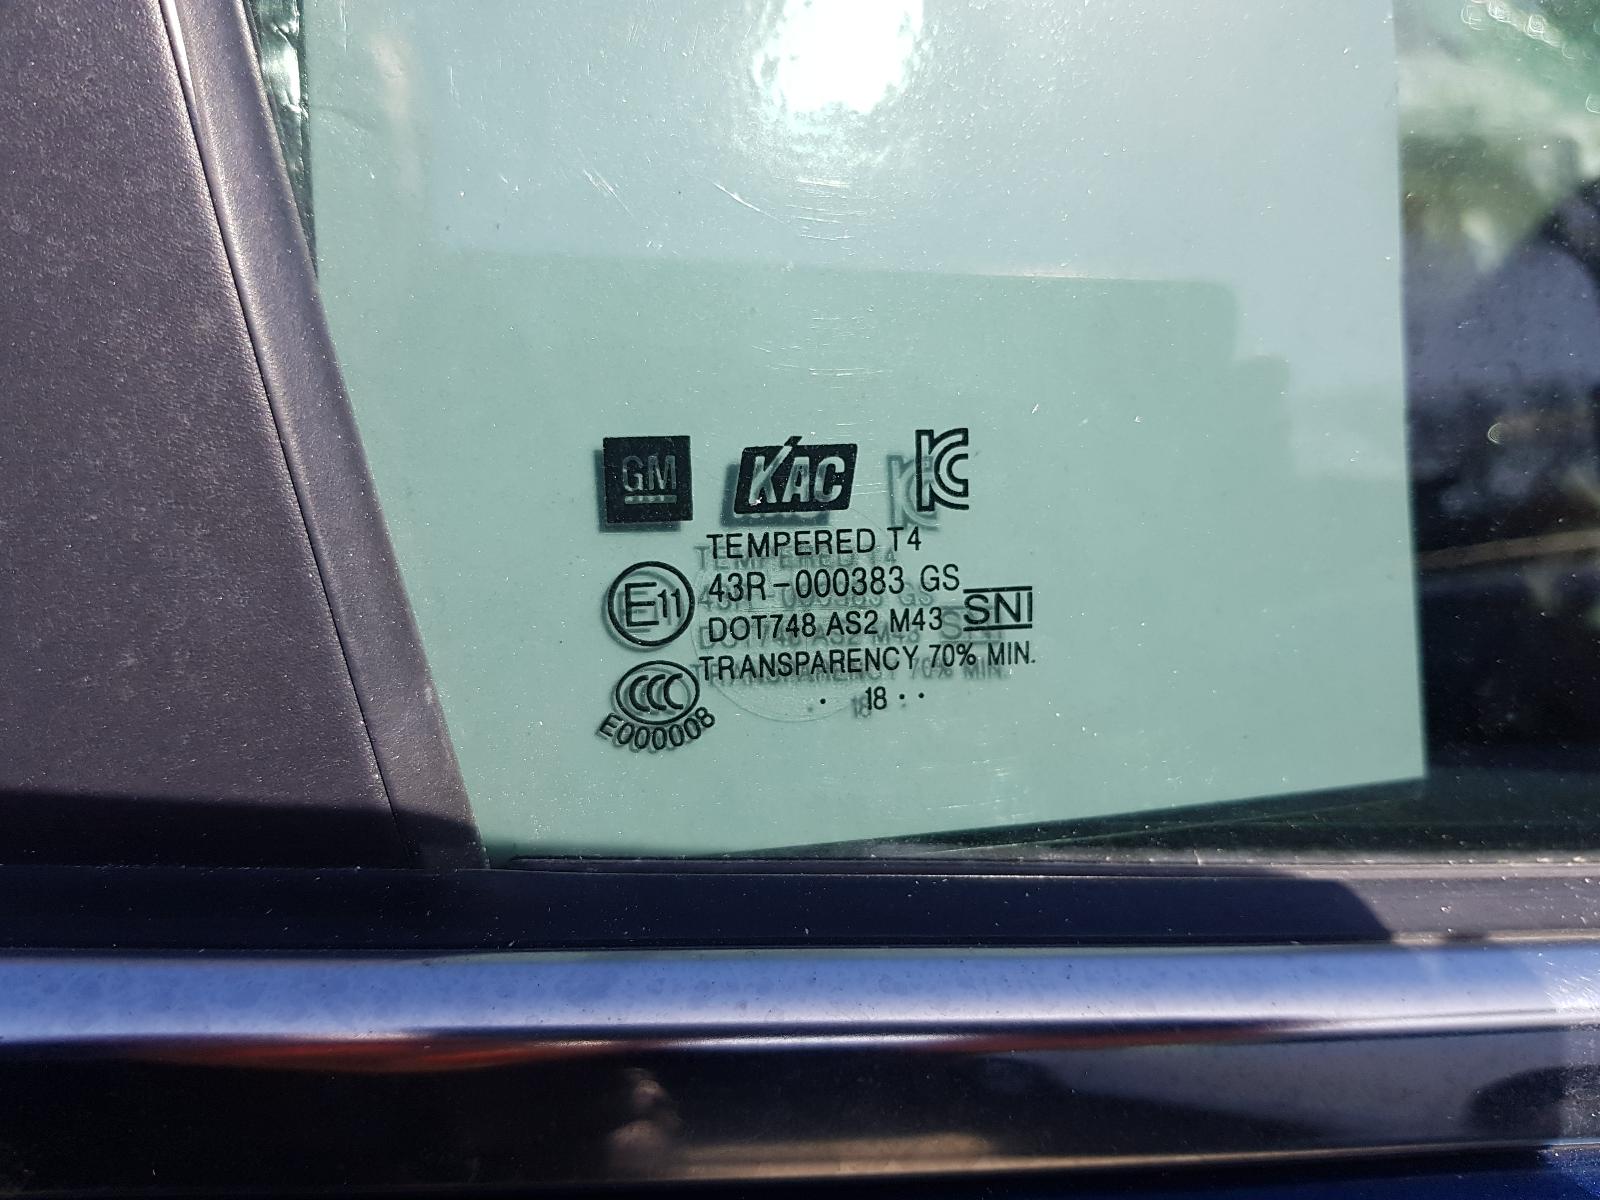 GM KAC KC
TEMPERED T4
E11 43R-000383 GS
DOT748 AS2 M43 SNI
TRANSPARENCY 70% MIN.
CCC . 18 . .
E000008